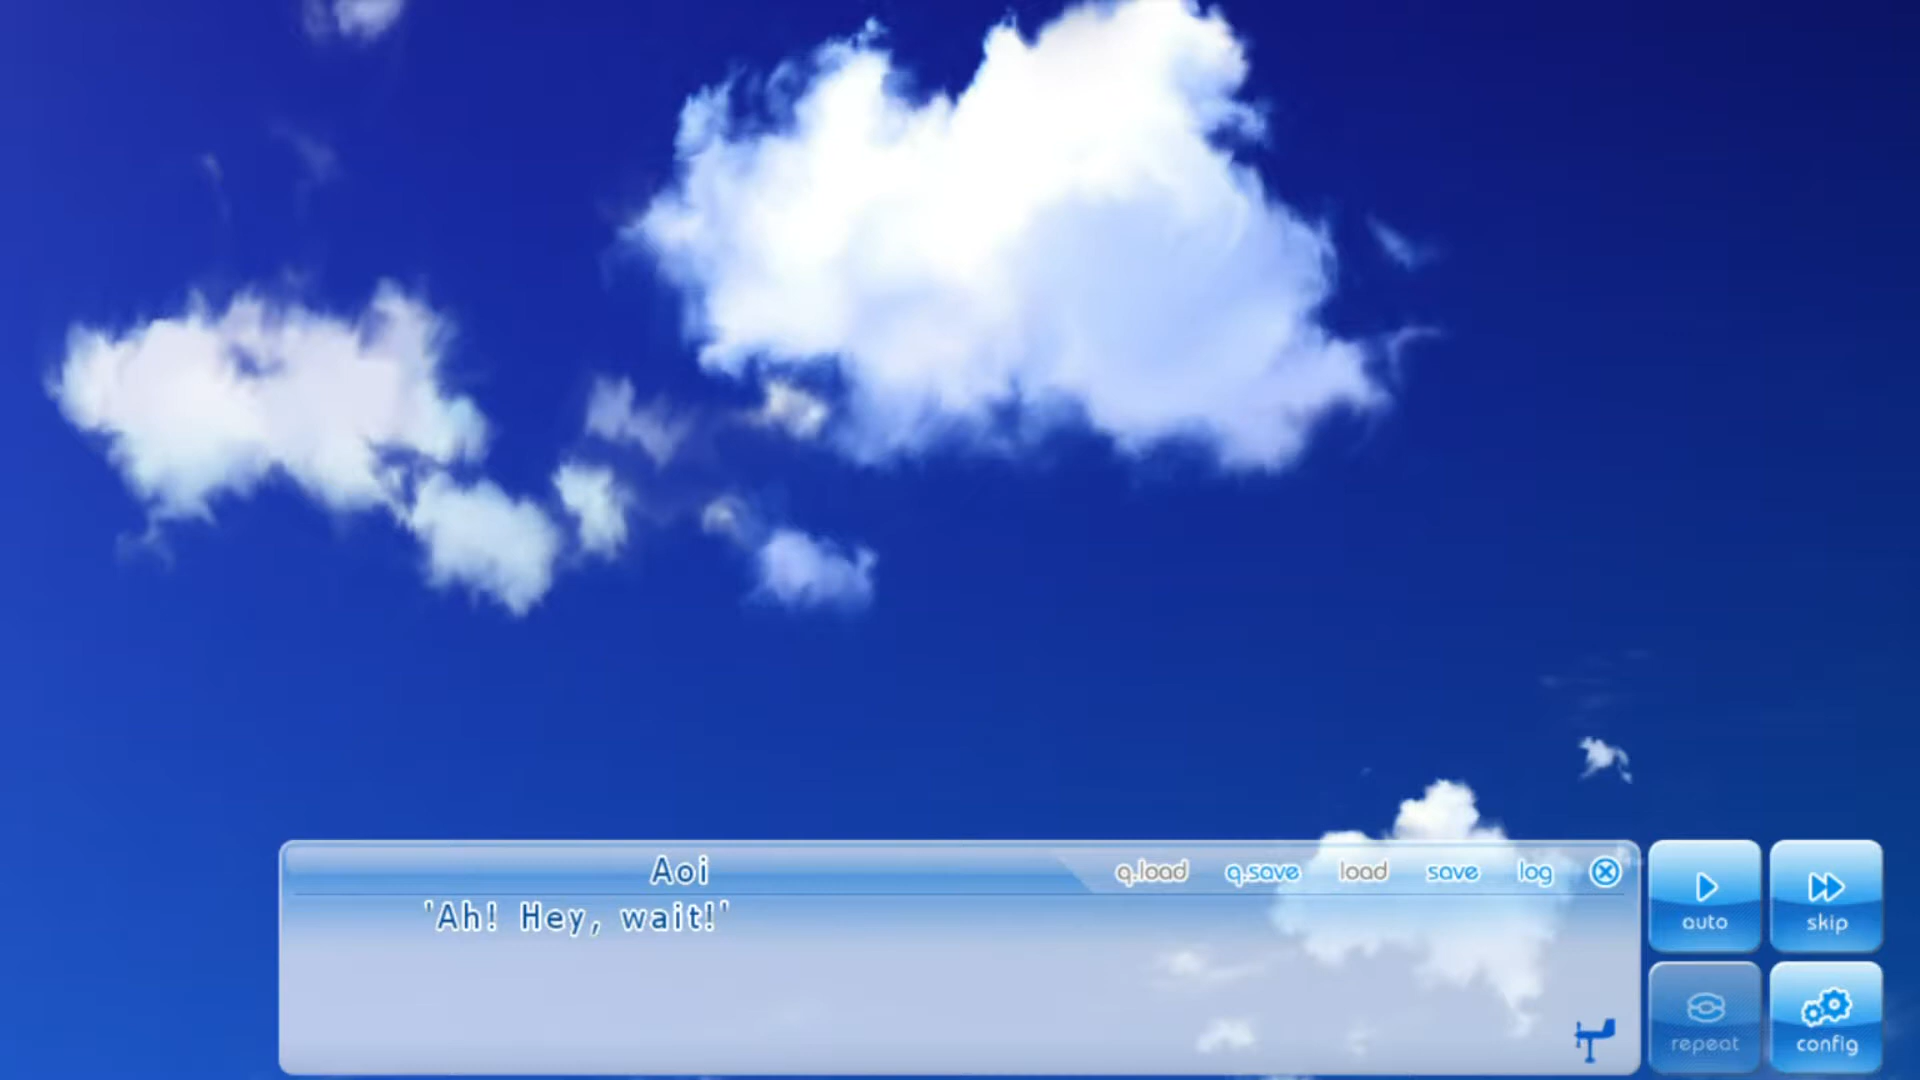 Aoi
q.load q.save load save log
'Ah! Hey, wait!'
auto
skip
repeat
config